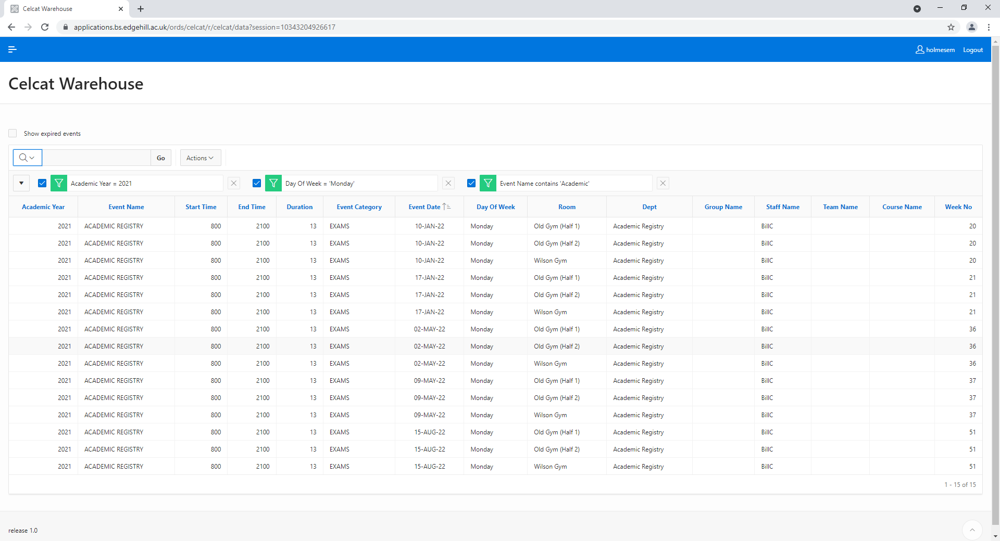 Celcat Warehouse
applications.bs.edgehill.ac.uk/ords/celcat/r/celcat/data?session=10343204926617
holmesem Logout
Celcat Warehouse
Show expired events
Go Actions
Academic Year = 2021 Day Of Week = 'Monday' Event Name contains 'Academic'
Academic Year Event Name Start Time End Time Duration Event Category Event Date Day Of Week Room Dept Group Name Staff Name Team Name Course Name Week No
2021 ACADEMIC REGISTRY 800 2100 13 EXAMS 10-JAN-22 Monday Old Gym (Half 1) Academic Registry BillC 20
2021 ACADEMIC REGISTRY 800 2100 13 EXAMS 10-JAN-22 Monday Old Gym (Half 2) Academic Registry BillC 20
2021 ACADEMIC REGISTRY 800 2100 13 EXAMS 10-JAN-22 Monday Wilson Gym Academic Registry BillC 20
2021 ACADEMIC REGISTRY 800 2100 13 EXAMS 17-JAN-22 Monday Old Gym (Half 1) Academic Registry BillC 21
2021 ACADEMIC REGISTRY 800 2100 13 EXAMS 17-JAN-22 Monday Old Gym (Half 2) Academic Registry BillC 21
2021 ACADEMIC REGISTRY 800 2100 13 EXAMS 17-JAN-22 Monday Wilson Gym Academic Registry BillC 21
2021 ACADEMIC REGISTRY 800 2100 13 EXAMS 02-MAY-22 Monday Old Gym (Half 1) Academic Registry BillC 36
2021 ACADEMIC REGISTRY 800 2100 13 EXAMS 02-MAY-22 Monday Old Gym (Half 2) Academic Registry BillC 36
2021 ACADEMIC REGISTRY 800 2100 13 EXAMS 02-MAY-22 Monday Wilson Gym Academic Registry BillC 36
2021 ACADEMIC REGISTRY 800 2100 13 EXAMS 09-MAY-22 Monday Old Gym (Half 1) Academic Registry BillC 37
2021 ACADEMIC REGISTRY 800 2100 13 EXAMS 09-MAY-22 Monday Old Gym (Half 2) Academic Registry BillC 37
2021 ACADEMIC REGISTRY 800 2100 13 EXAMS 09-MAY-22 Monday Wilson Gym Academic Registry BillC 37
2021 ACADEMIC REGISTRY 800 2100 13 EXAMS 15-AUG-22 Monday Old Gym (Half 1) Academic Registry BillC 51
2021 ACADEMIC REGISTRY 800 2100 13 EXAMS 15-AUG-22 Monday Old Gym (Half 2) Academic Registry BillC 51
2021 ACADEMIC REGISTRY 800 2100 13 EXAMS 15-AUG-22 Monday Wilson Gym Academic Registry BillC 51
1 - 15 of 15
release 1.0